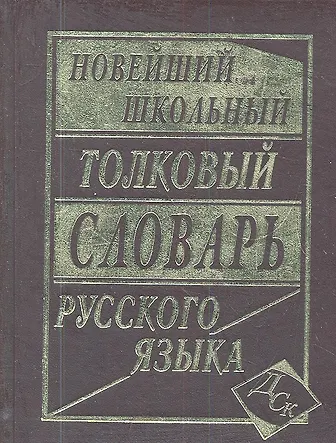 НОВЕЙШИЙ
ШКОЛЬНЫЙ
ТОЛКОВЫЙ
СЛОВАРЬ
РУССКОГО
ЯЗЫКА
ДСК